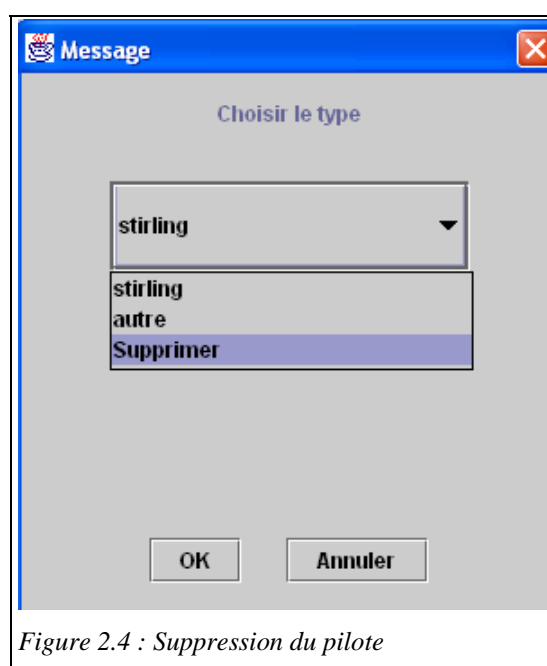 Message
Choisir le type
stirling
stirling
autre
Supprimer
OK Annuler
Figure 2.4 : Suppression du pilote